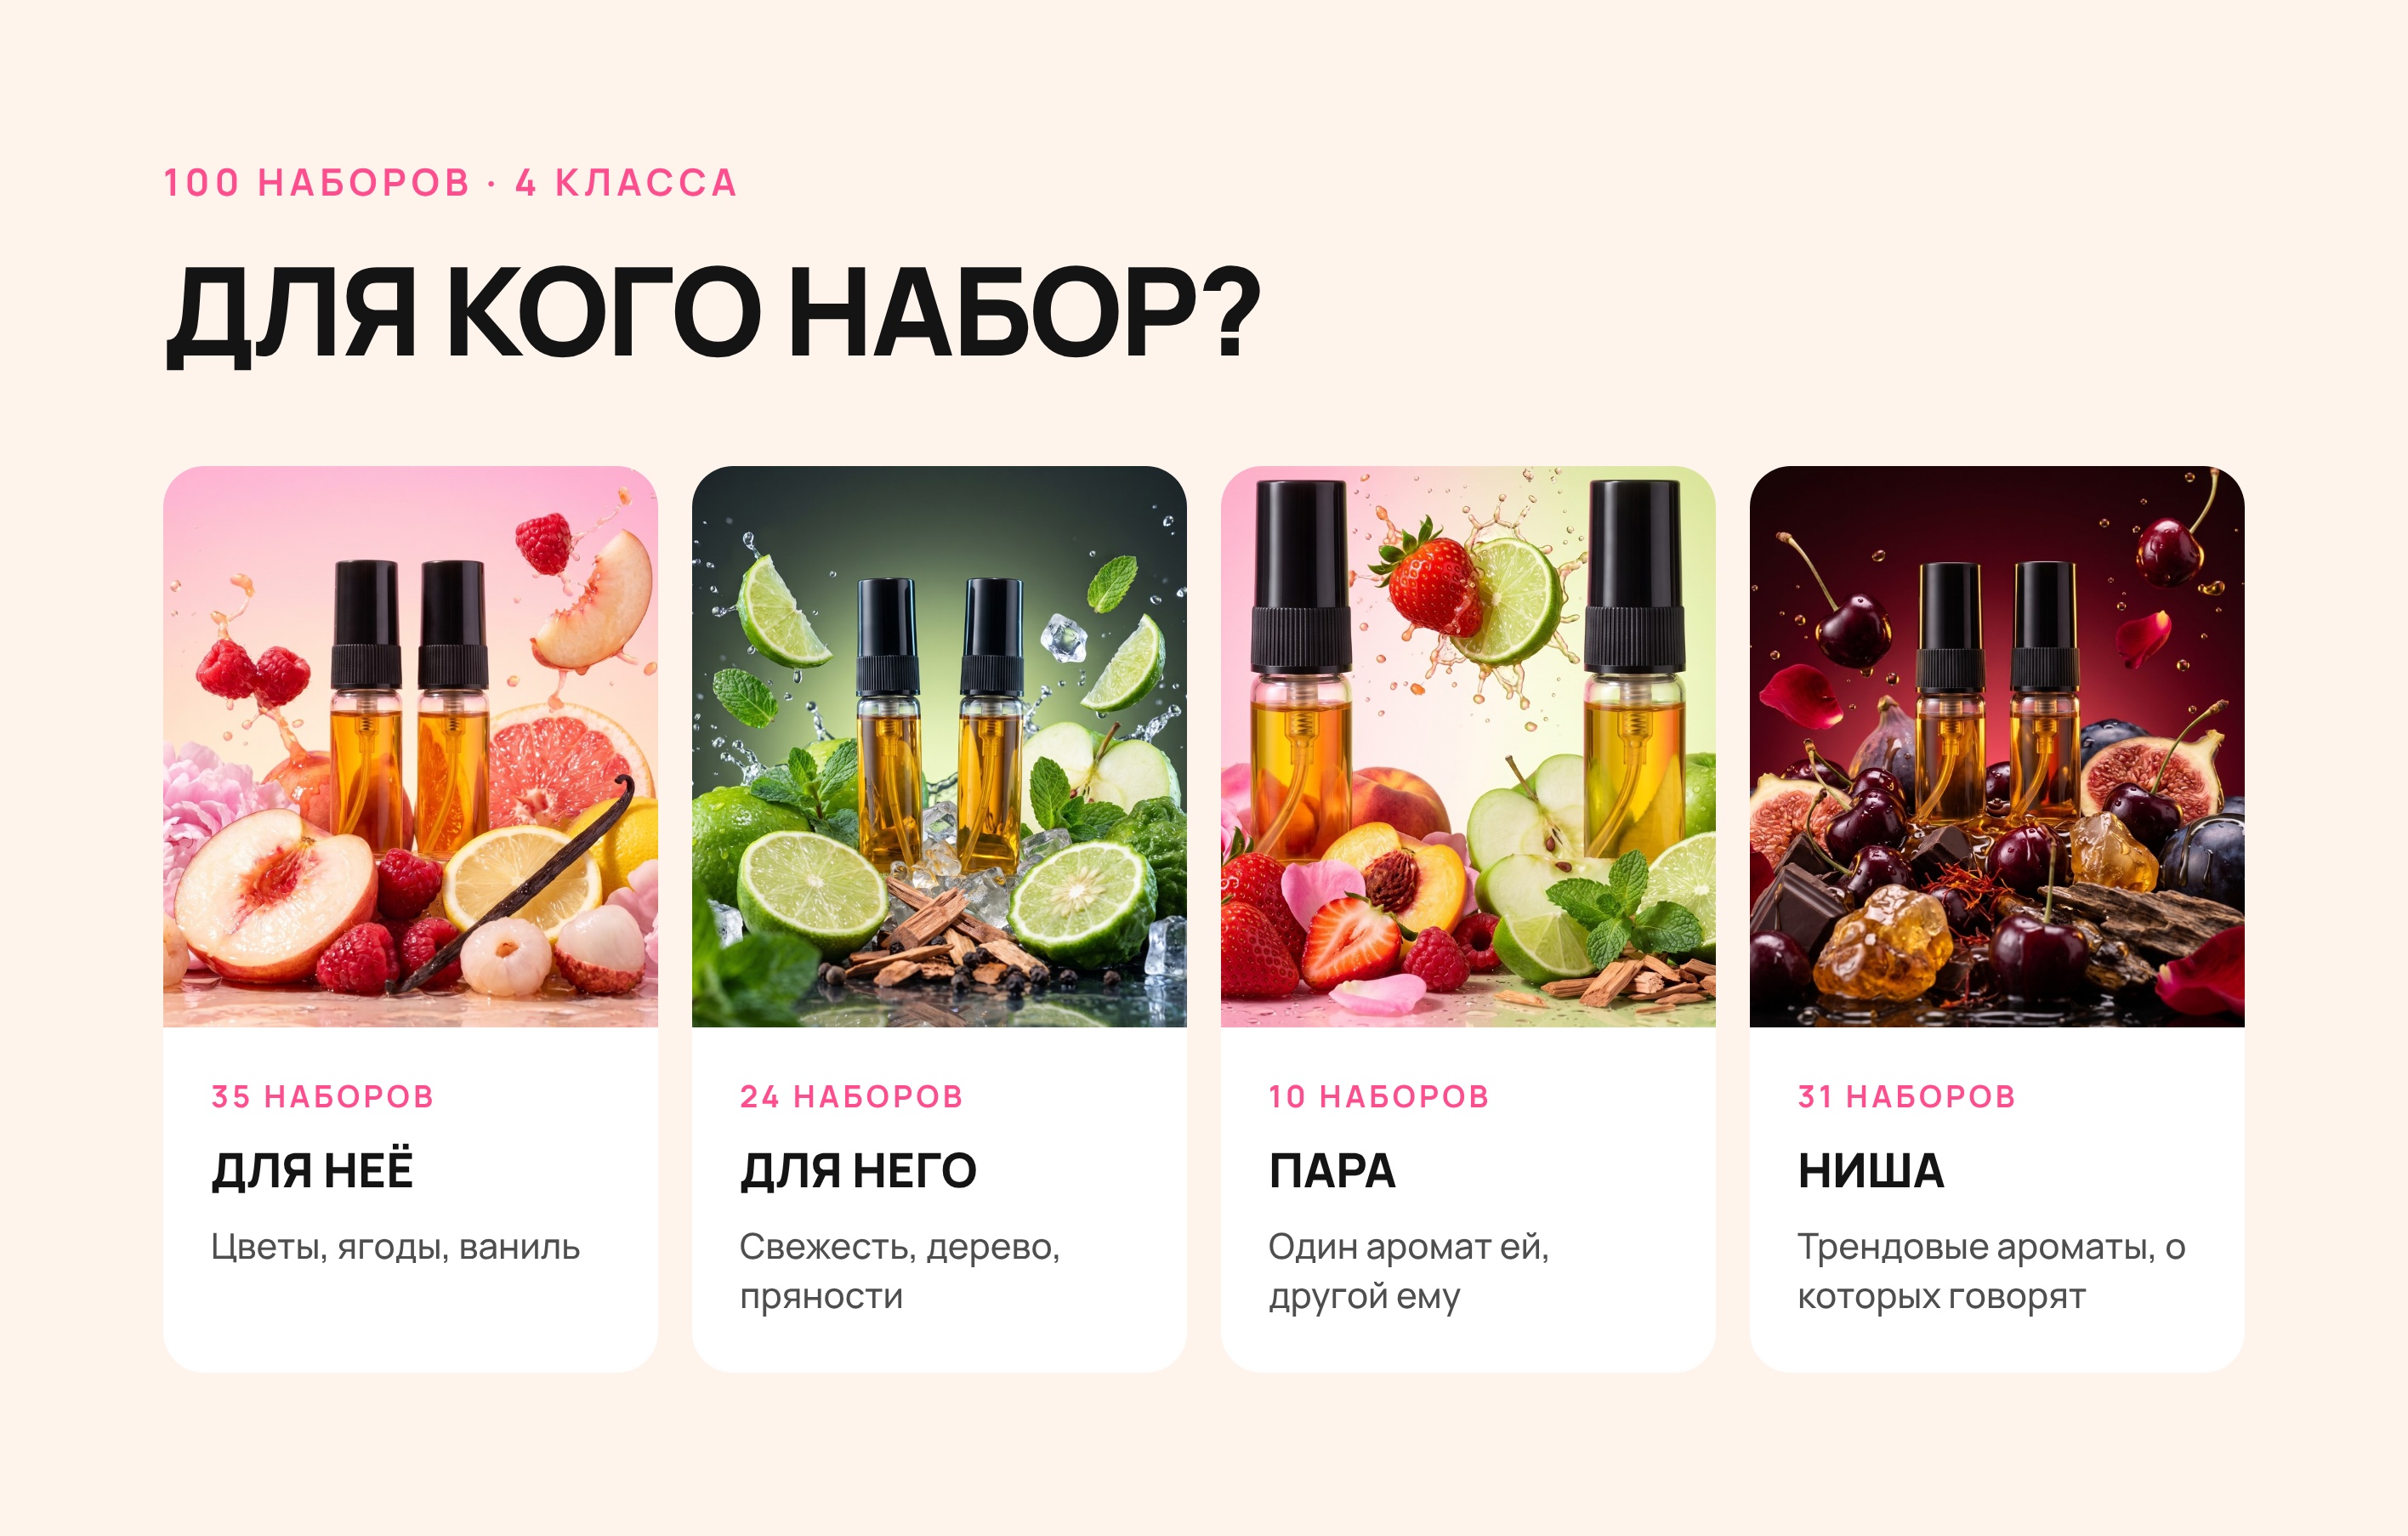 100 НАБОРОВ · 4 КЛАССА
ДЛЯ КОГО НАБОР?
35 НАБОРОВ
ДЛЯ НЕЁ
Цветы, ягоды, ваниль
24 НАБОРОВ
ДЛЯ НЕГО
Свежесть, дерево,
пряности
10 НАБОРОВ
ПАРА
Один аромат ей,
другой ему
31 НАБОРОВ
НИША
Трендовые ароматы, о
которых говорят